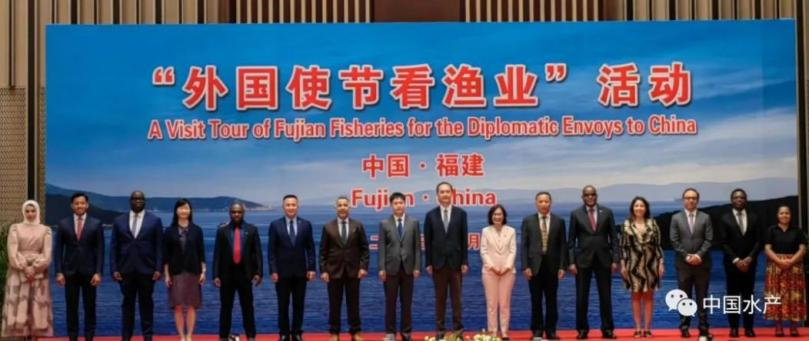 “外国使节看渔业”活动
A Visit Tour of Fujian Fisheries for the Diplomatic Envoys to China
中国·福建
Fujian · China
月
中国水产